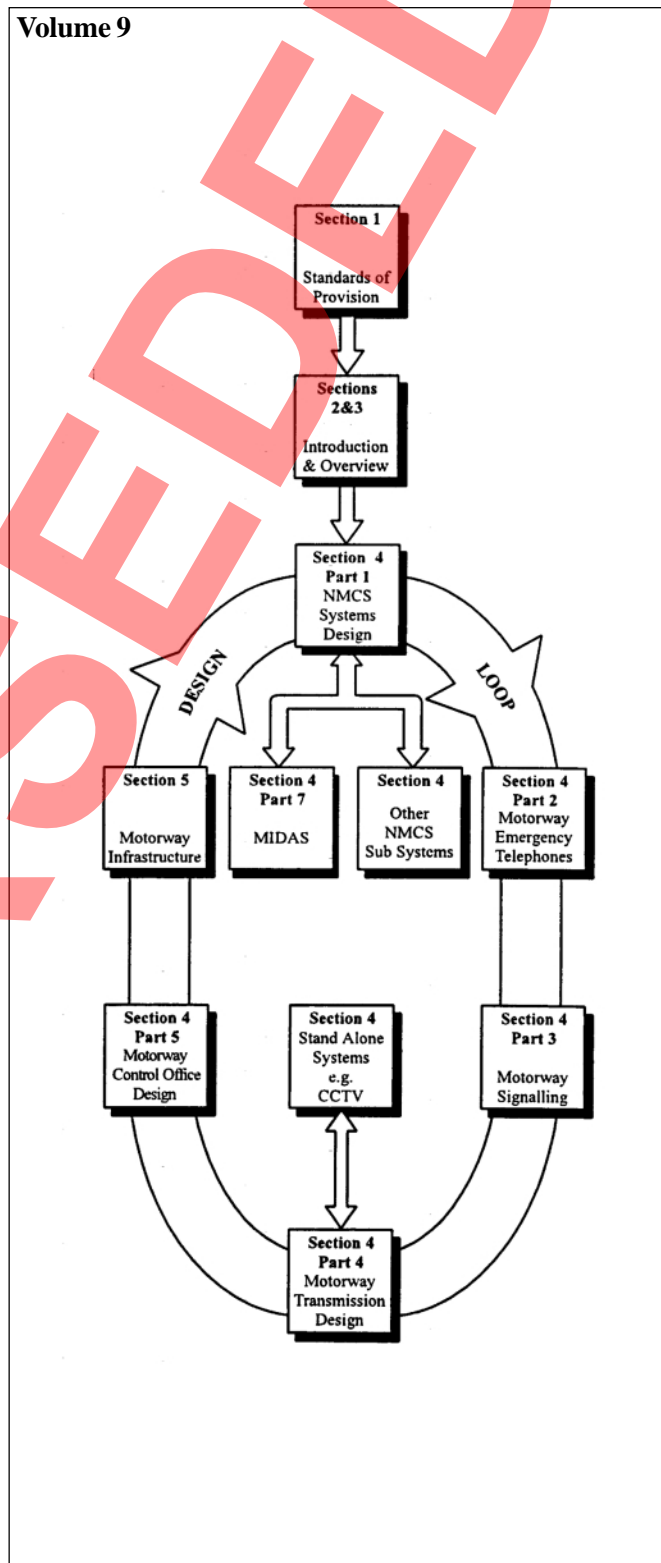 Volume 9
Section 1
Standards of
Provision
Sections
2&3
Introduction
& Overview
Section 4
Part 1
NMCS
Systems
Design
DESIGN
LOOP
Section 5
Motorway
Infrastructure
Section 4
Part 7
MIDAS
Section 4
Other
NMCS
Sub Systems
Section 4
Part 2
Motorway
Emergency
Telephones
Section 4
Part 5
Motorway
Control Office
Design
Section 4
Stand Alone
Systems
e.g.
CCTV
Section 4
Part 3
Motorway
Signalling
Section 4
Part 4
Motorway
Transmission
Design